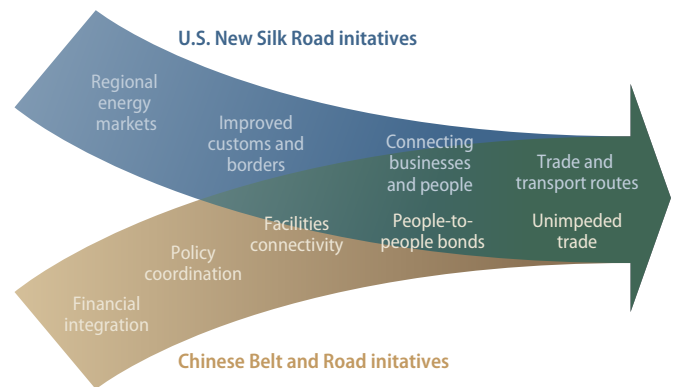 U.S. New Silk Road initatives
Regional
energy
markets
Improved
customs and
borders
Connecting
businesses
and people
Trade and
transport routes
Facilities
connectivity
People-to-
people bonds
Unimpeded
trade
Policy
coordination
Financial
integration
Chinese Belt and Road initatives